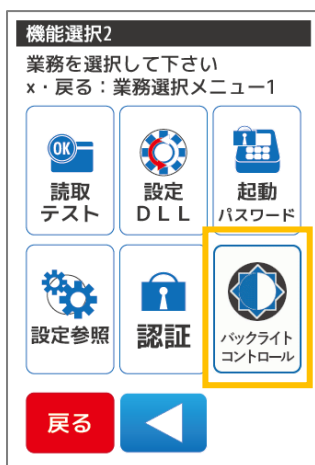 機能選択2
業務を選択して下さい
x・戻る：業務選択メニュー1
OK
読取
テスト
設定
ＤＬＬ
起動
パスワード
設定参照
認証
バックライト
コントロール
戻る